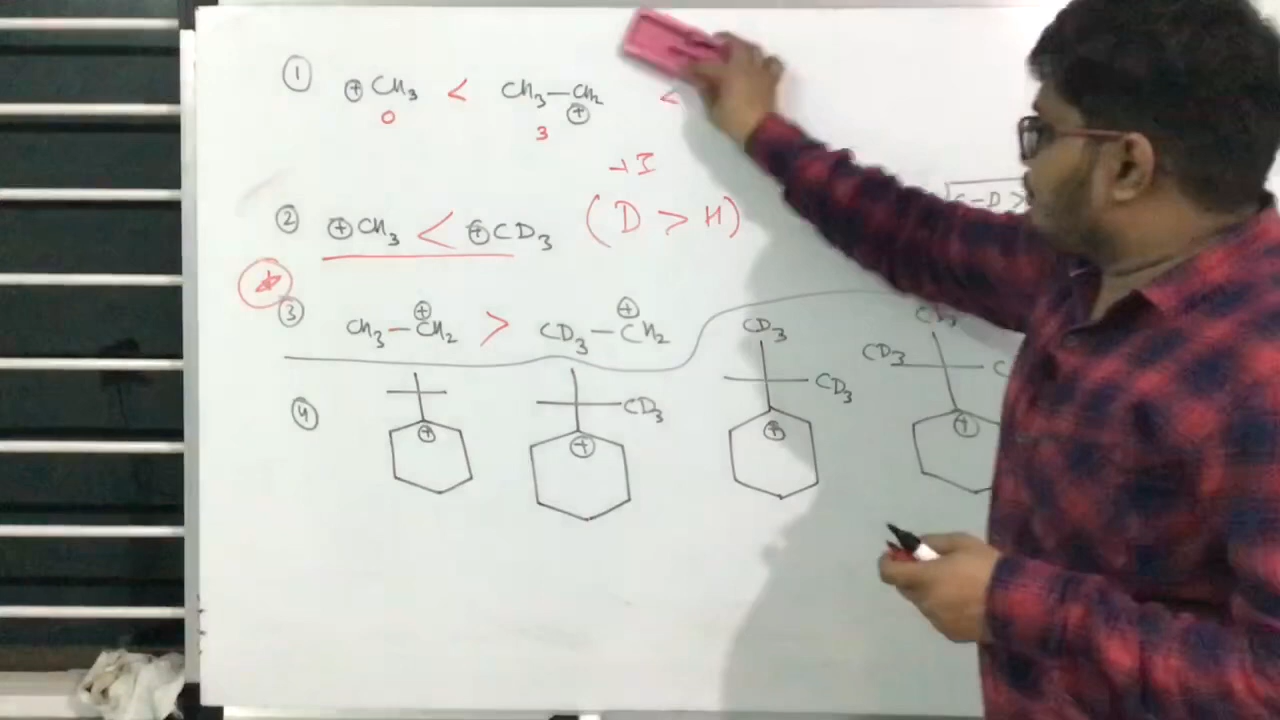 ① ⊕CH₃ < CH₃—CH₂ <
⊕
0 3
+I
② ⊕CH₃ < ⊕CD₃ (D > H)
C–D >
③ CH₃—CH₂ > CD₃—CH₂
⊕ ⊕
CD₃ CD₃
CD₃ CD₃ CD₃ C
④
⊕ ⊕ ⊕ ⊕